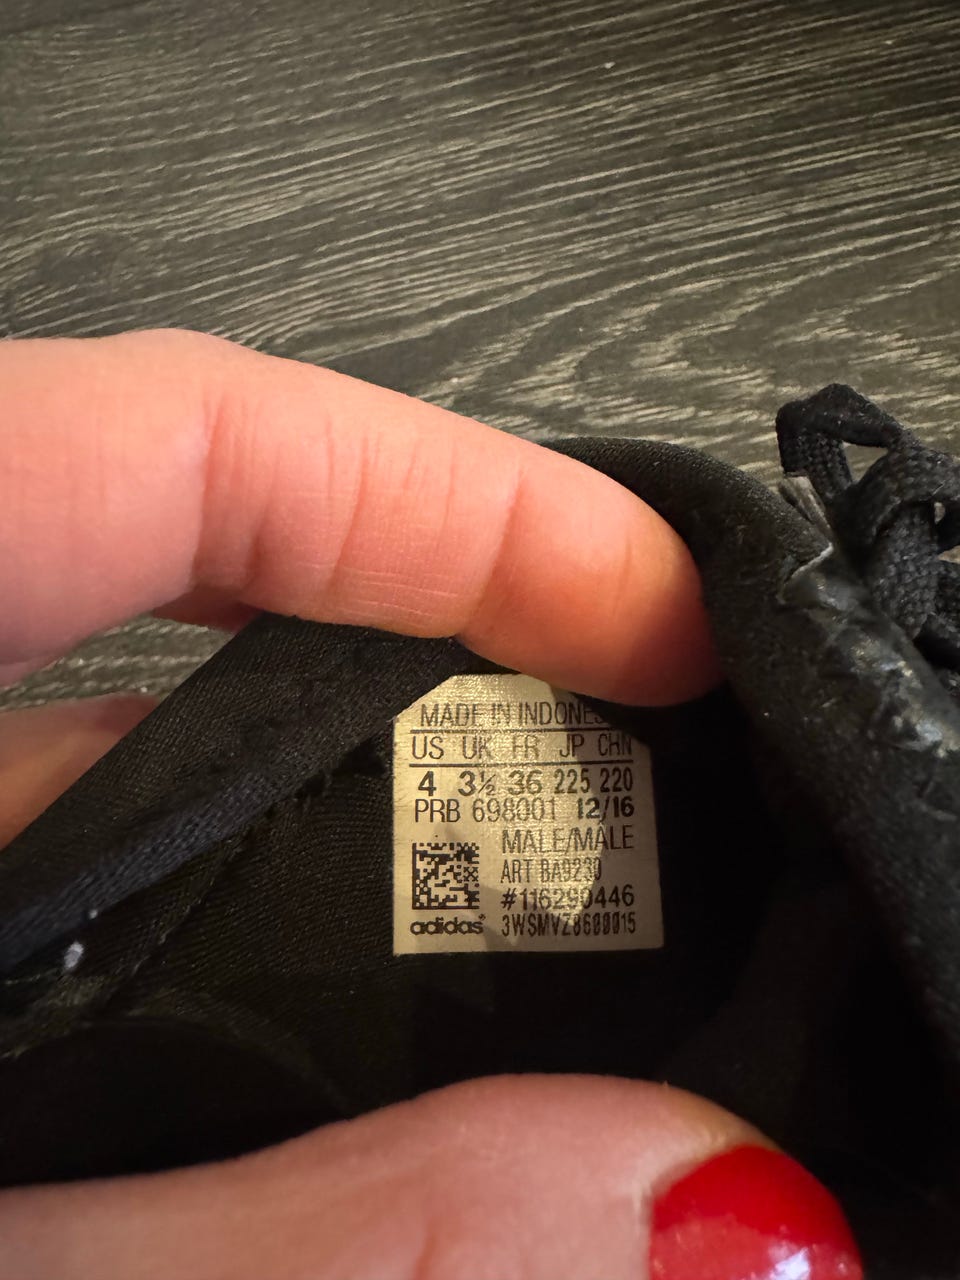 MADE IN INDONES
US UK FR JP CHN
4 3½ 36 225 220
PRB 698001 12/16
MALE/MALE
ART BA9230
#116290446
adidas® 3WSMVZ8600015